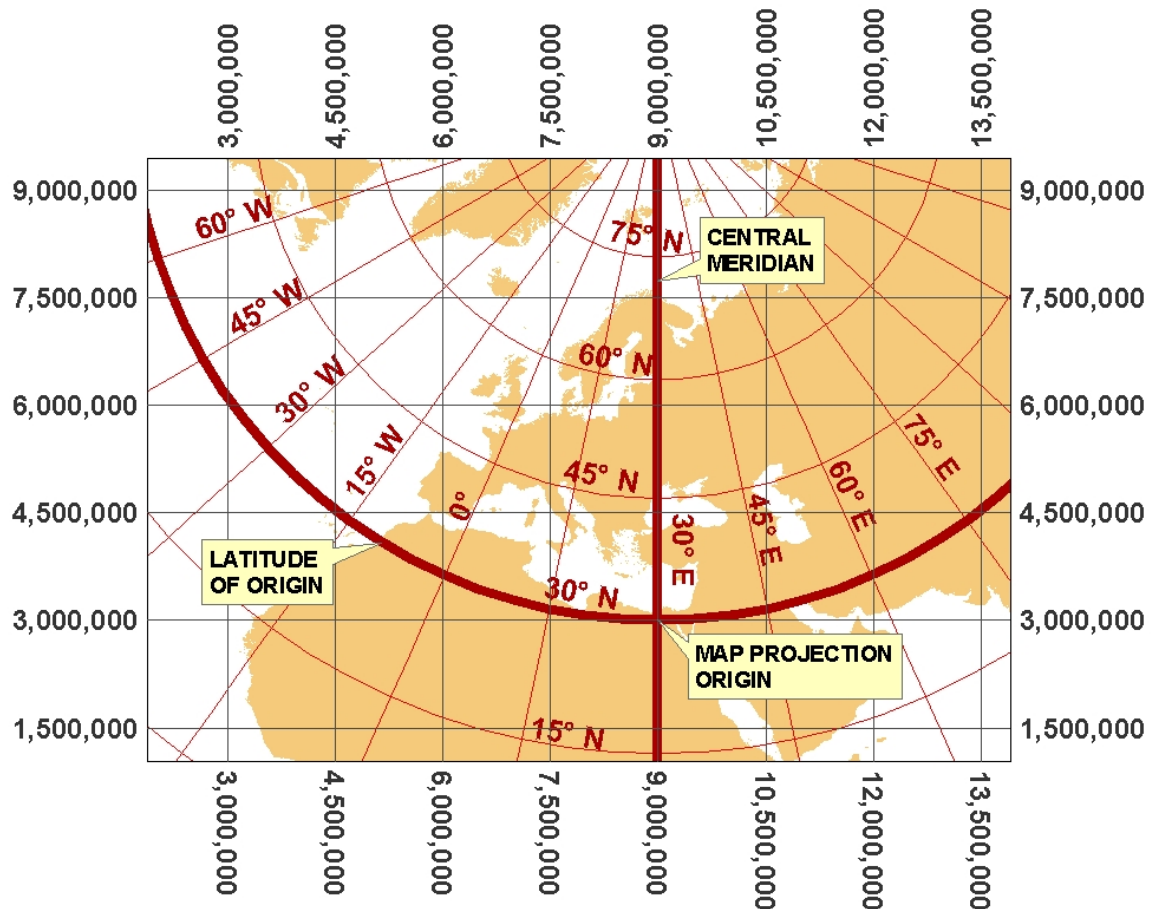 3,000,000
4,500,000
6,000,000
7,500,000
9,000,000
10,500,000
12,000,000
13,500,000
9,000,000
9,000,000
60° W
75° N
CENTRAL
MERIDIAN
7,500,000
45° W
7,500,000
60° N
6,000,000
30° W
6,000,000
15° W
75° E
45° N
60° E
4,500,000
0°
30° E
45° E
4,500,000
LATITUDE
OF ORIGIN
30° N
3,000,000
3,000,000
MAP PROJECTION
ORIGIN
1,500,000
15° N
1,500,000
3,000,000
4,500,000
6,000,000
7,500,000
9,000,000
10,500,000
12,000,000
13,500,000